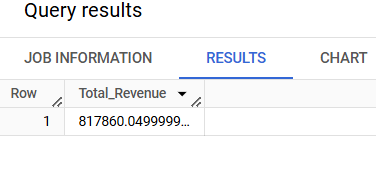 Query results
JOB INFORMATION RESULTS CHART
Row Total_Revenue
1 817860.0499999...